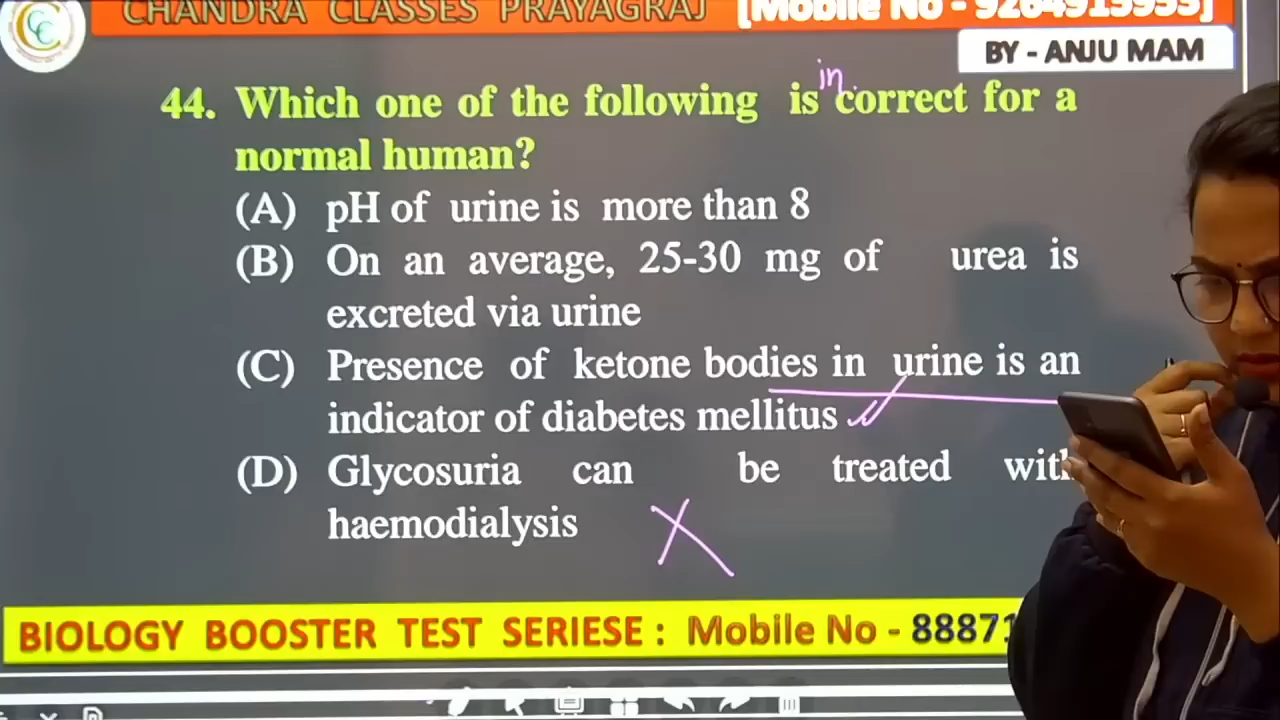 CHANDRA CLASSES PRAYAGRAJ [Mobile No - 9264915955]
BY - ANJU MAM
in
44. Which one of the following is correct for a
normal human?
(A) pH of urine is more than 8
(B) On an average, 25-30 mg of urea is
excreted via urine
(C) Presence of ketone bodies in urine is an
indicator of diabetes mellitus
(D) Glycosuria can be treated with
haemodialysis
BIOLOGY BOOSTER TEST SERIESE : Mobile No - 8887